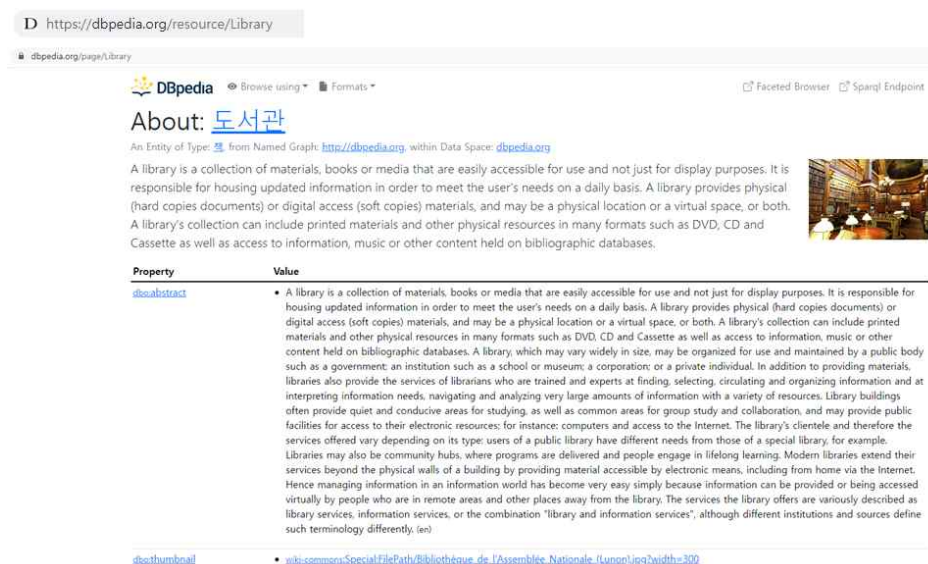 D https://dbpedia.org/resource/Library
dbpedia.org/page/Library
DBpedia Browse using Formats Faceted Browser Sparql Endpoint
About: 도서관
An Entity of Type: 책, from Named Graph: http://dbpedia.org, within Data Space: dbpedia.org
A library is a collection of materials, books or media that are easily accessible for use and not just for display purposes. It is
responsible for housing updated information in order to meet the user's needs on a daily basis. A library provides physical
(hard copies documents) or digital access (soft copies) materials, and may be a physical location or a virtual space, or both.
A library's collection can include printed materials and other physical resources in many formats such as DVD, CD and
Cassette as well as access to information, music or other content held on bibliographic databases.
Property Value
dbo:abstract • A library is a collection of materials, books or media that are easily accessible for use and not just for display purposes. It is responsible for
housing updated information in order to meet the user's needs on a daily basis. A library provides physical (hard copies documents) or
digital access (soft copies) materials, and may be a physical location or a virtual space, or both. A library's collection can include printed
materials and other physical resources in many formats such as DVD, CD and Cassette as well as access to information, music or other
content held on bibliographic databases. A library, which may vary widely in size, may be organized for use and maintained by a public body
such as a government; an institution such as a school or museum; a corporation; or a private individual. In addition to providing materials,
libraries also provide the services of librarians who are trained and experts at finding, selecting, circulating and organizing information and at
interpreting information needs, navigating and analyzing very large amounts of information with a variety of resources. Library buildings
often provide quiet and conducive areas for studying, as well as common areas for group study and collaboration, and may provide public
facilities for access to their electronic resources; for instance: computers and access to the Internet. The library's clientele and therefore the
services offered vary depending on its type: users of a public library have different needs from those of a special library, for example.
Libraries may also be community hubs, where programs are delivered and people engage in lifelong learning. Modern libraries extend their
services beyond the physical walls of a building by providing material accessible by electronic means, including from home via the Internet.
Hence managing information in an information world has become very easy simply because information can be provided or being accessed
virtually by people who are in remote areas and other places away from the library. The services the library offers are variously described as
library services, information services, or the combination "library and information services", although different institutions and sources define
such terminology differently. (en)
dbo:thumbnail • wiki-commons:Special:FilePath/Bibliothèque_de_l'Assemblée_Nationale_(Lunon).jpg?width=300